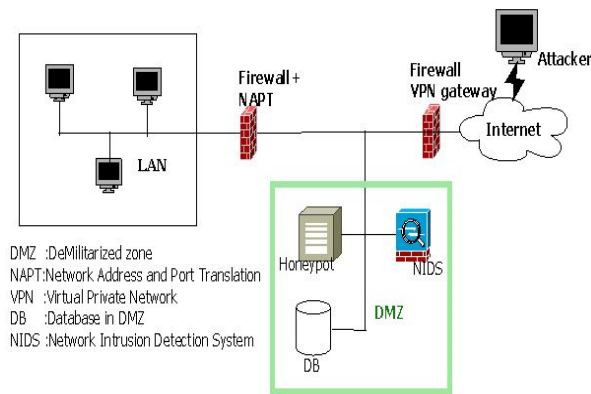 Attacker
Firewall
VPN gateway
Firewall +
NAPT
Internet
LAN
Honeypot
NIDS
DMZ
DB
DMZ :DeMilitarized zone
NAPT:Network Address and Port Translation
VPN :Virtual Private Network
DB :Database in DMZ
NIDS :Network Intrusion Detection System